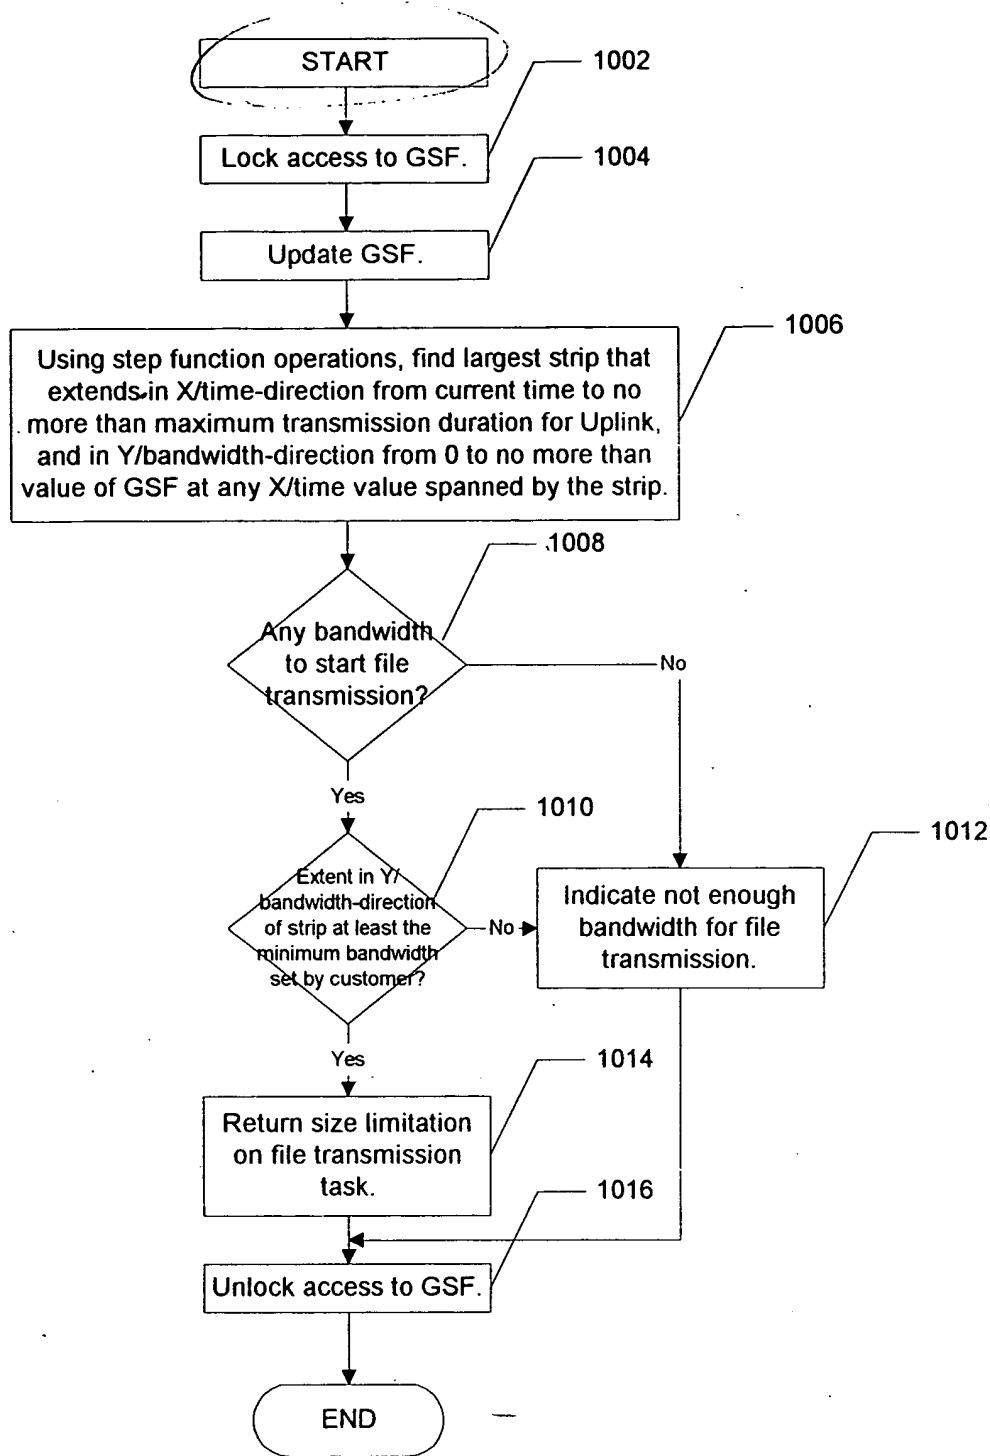 START
1002
Lock access to GSF.
1004
Update GSF.
1006
Using step function operations, find largest strip that
extends in X/time-direction from current time to no
more than maximum transmission duration for Uplink,
and in Y/bandwidth-direction from 0 to no more than
value of GSF at any X/time value spanned by the strip.
1008
Any bandwidth
to start file
transmission?
No
Yes
1010
1012
Extent in Y/
bandwidth-direction
of strip at least the
minimum bandwidth
set by customer?
No
Indicate not enough
bandwidth for file
transmission.
Yes
1014
Return size limitation
on file transmission
task.
1016
Unlock access to GSF.
END